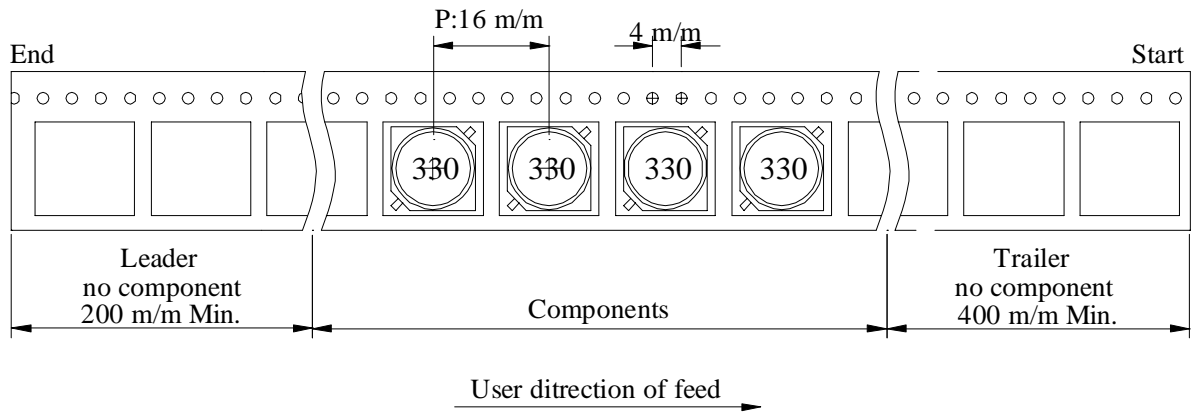 P:16 m/m
4 m/m
End
Start
330
330
330
330
Leader
no component
200 m/m Min.
Components
Trailer
no component
400 m/m Min.
User ditrection of feed